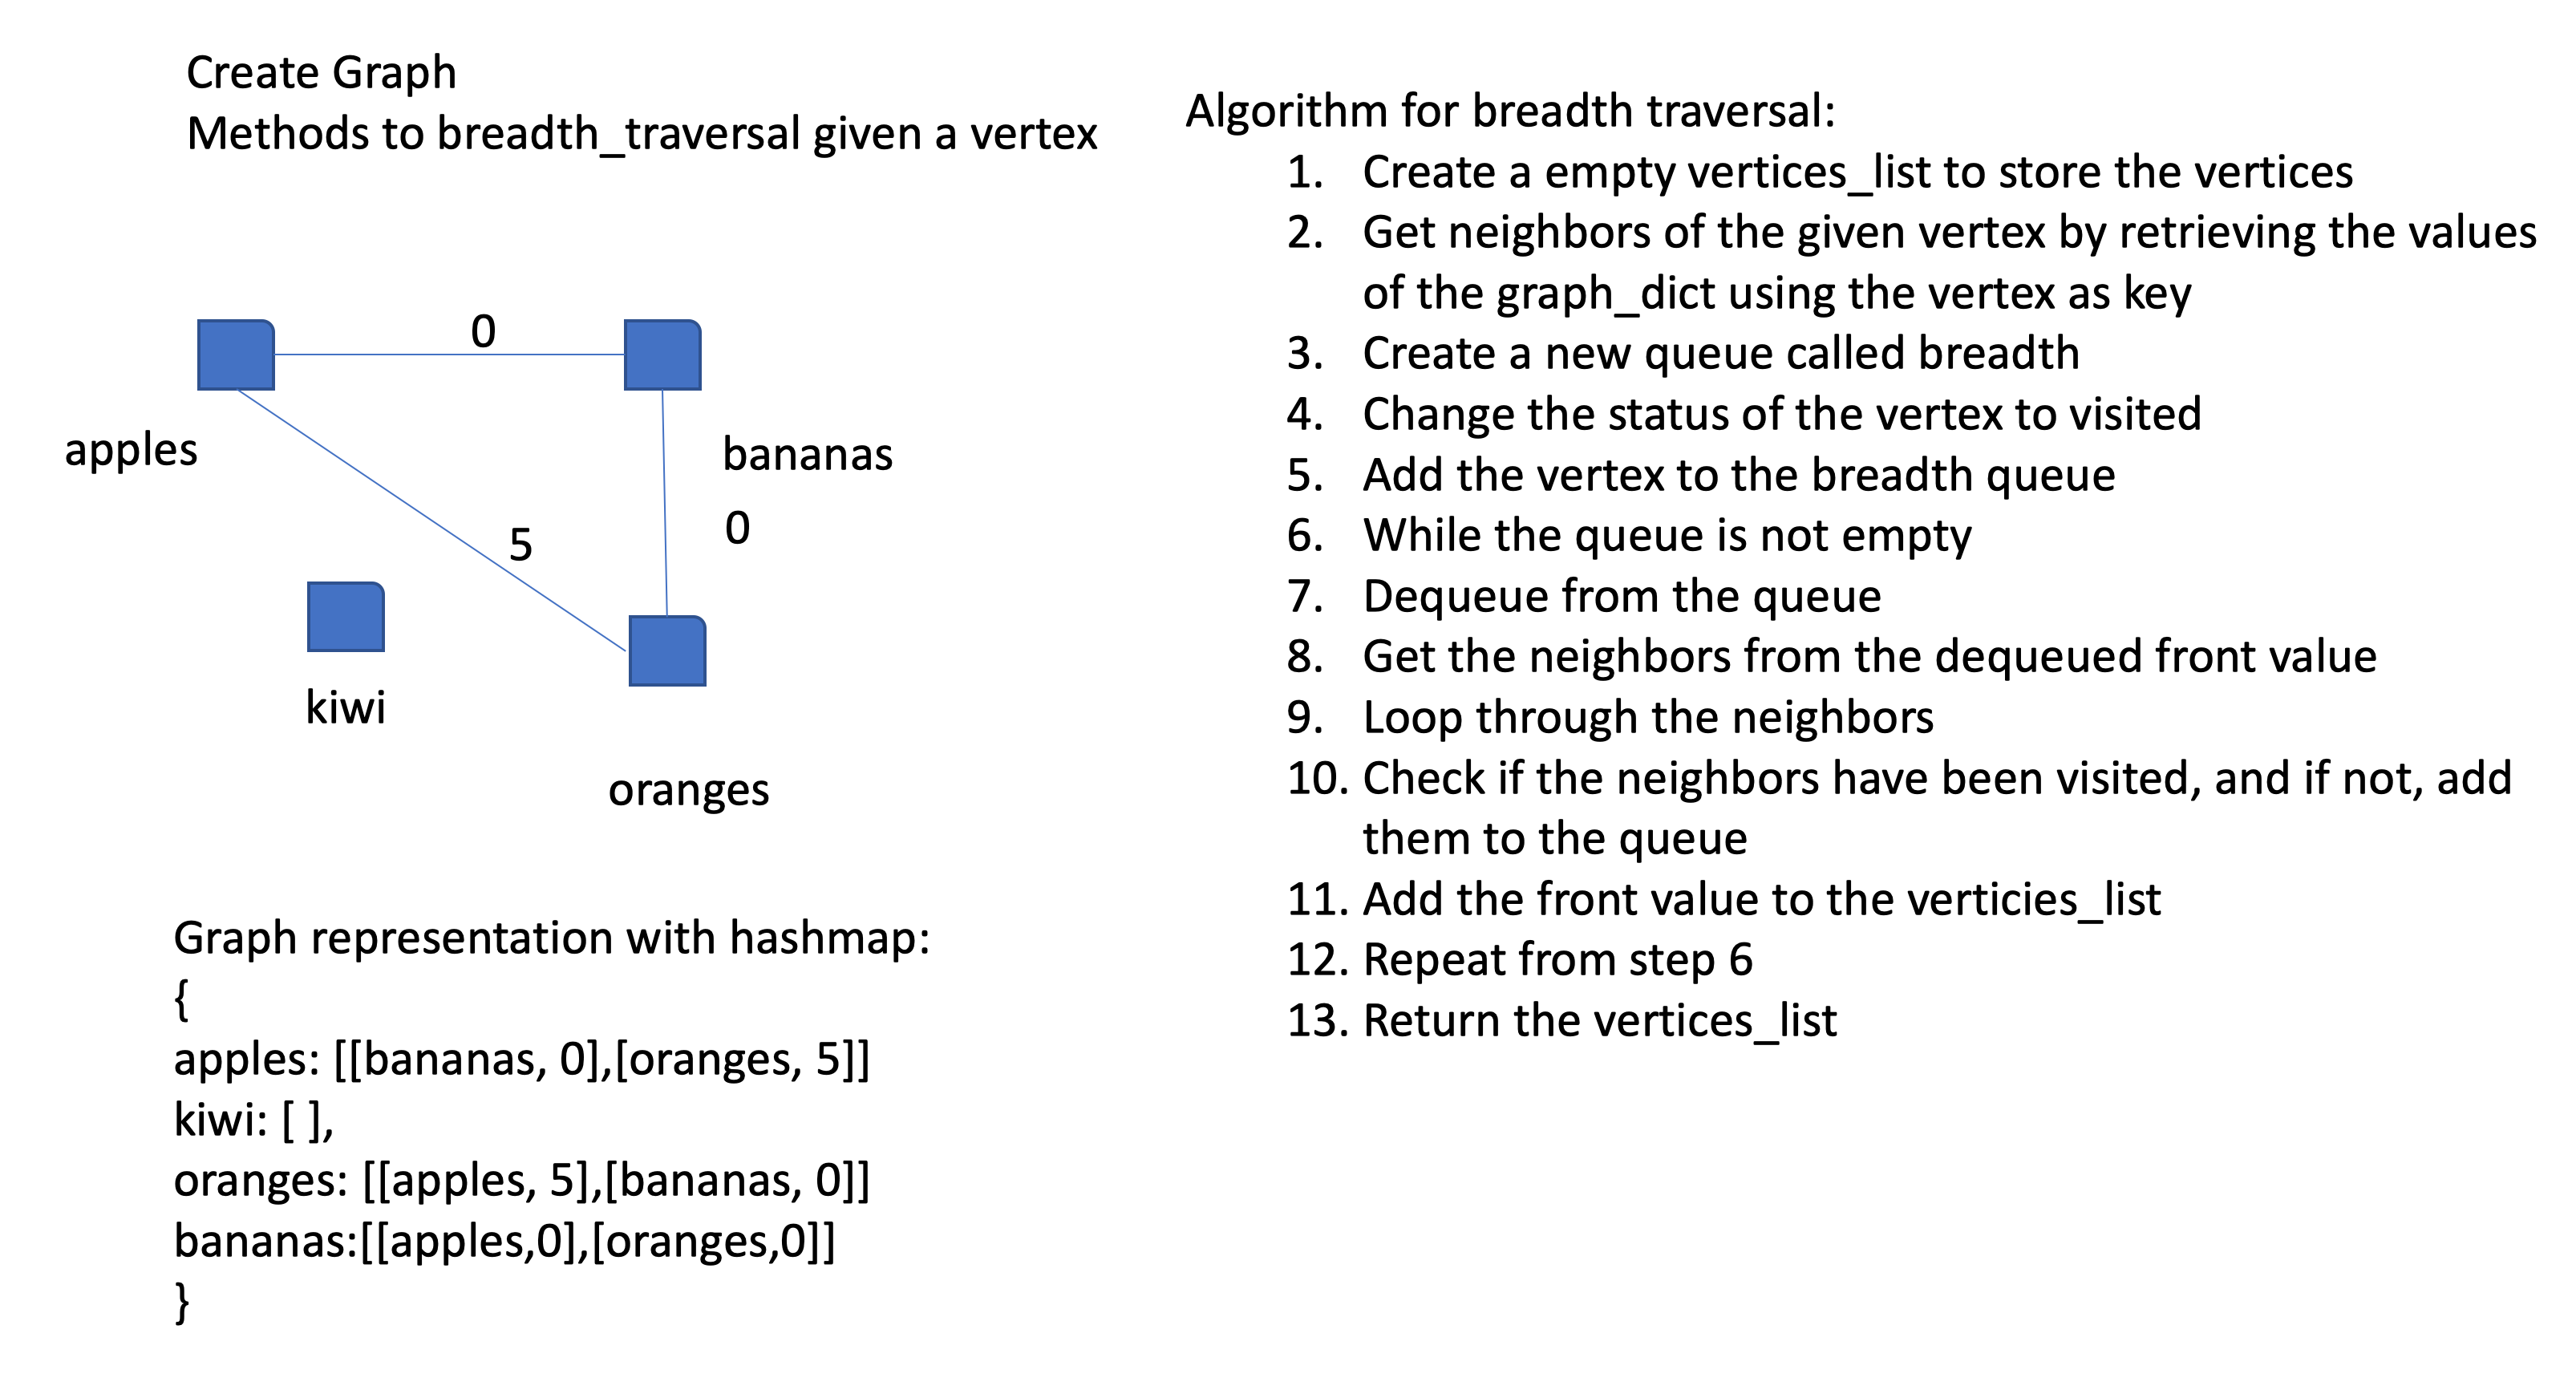 Create Graph
Methods to breadth_traversal given a vertex
0
apples
bananas
0
5
kiwi
oranges
Graph representation with hashmap:
{
apples: [[bananas, 0],[oranges, 5]]
kiwi: [ ],
oranges: [[apples, 5],[bananas, 0]]
bananas:[[apples,0],[oranges,0]]
}
Algorithm for breadth traversal:
1. Create a empty vertices_list to store the vertices
2. Get neighbors of the given vertex by retrieving the values
of the graph_dict using the vertex as key
3. Create a new queue called breadth
4. Change the status of the vertex to visited
5. Add the vertex to the breadth queue
6. While the queue is not empty
7. Dequeue from the queue
8. Get the neighbors from the dequeued front value
9. Loop through the neighbors
10. Check if the neighbors have been visited, and if not, add
them to the queue
11. Add the front value to the verticies_list
12. Repeat from step 6
13. Return the vertices_list